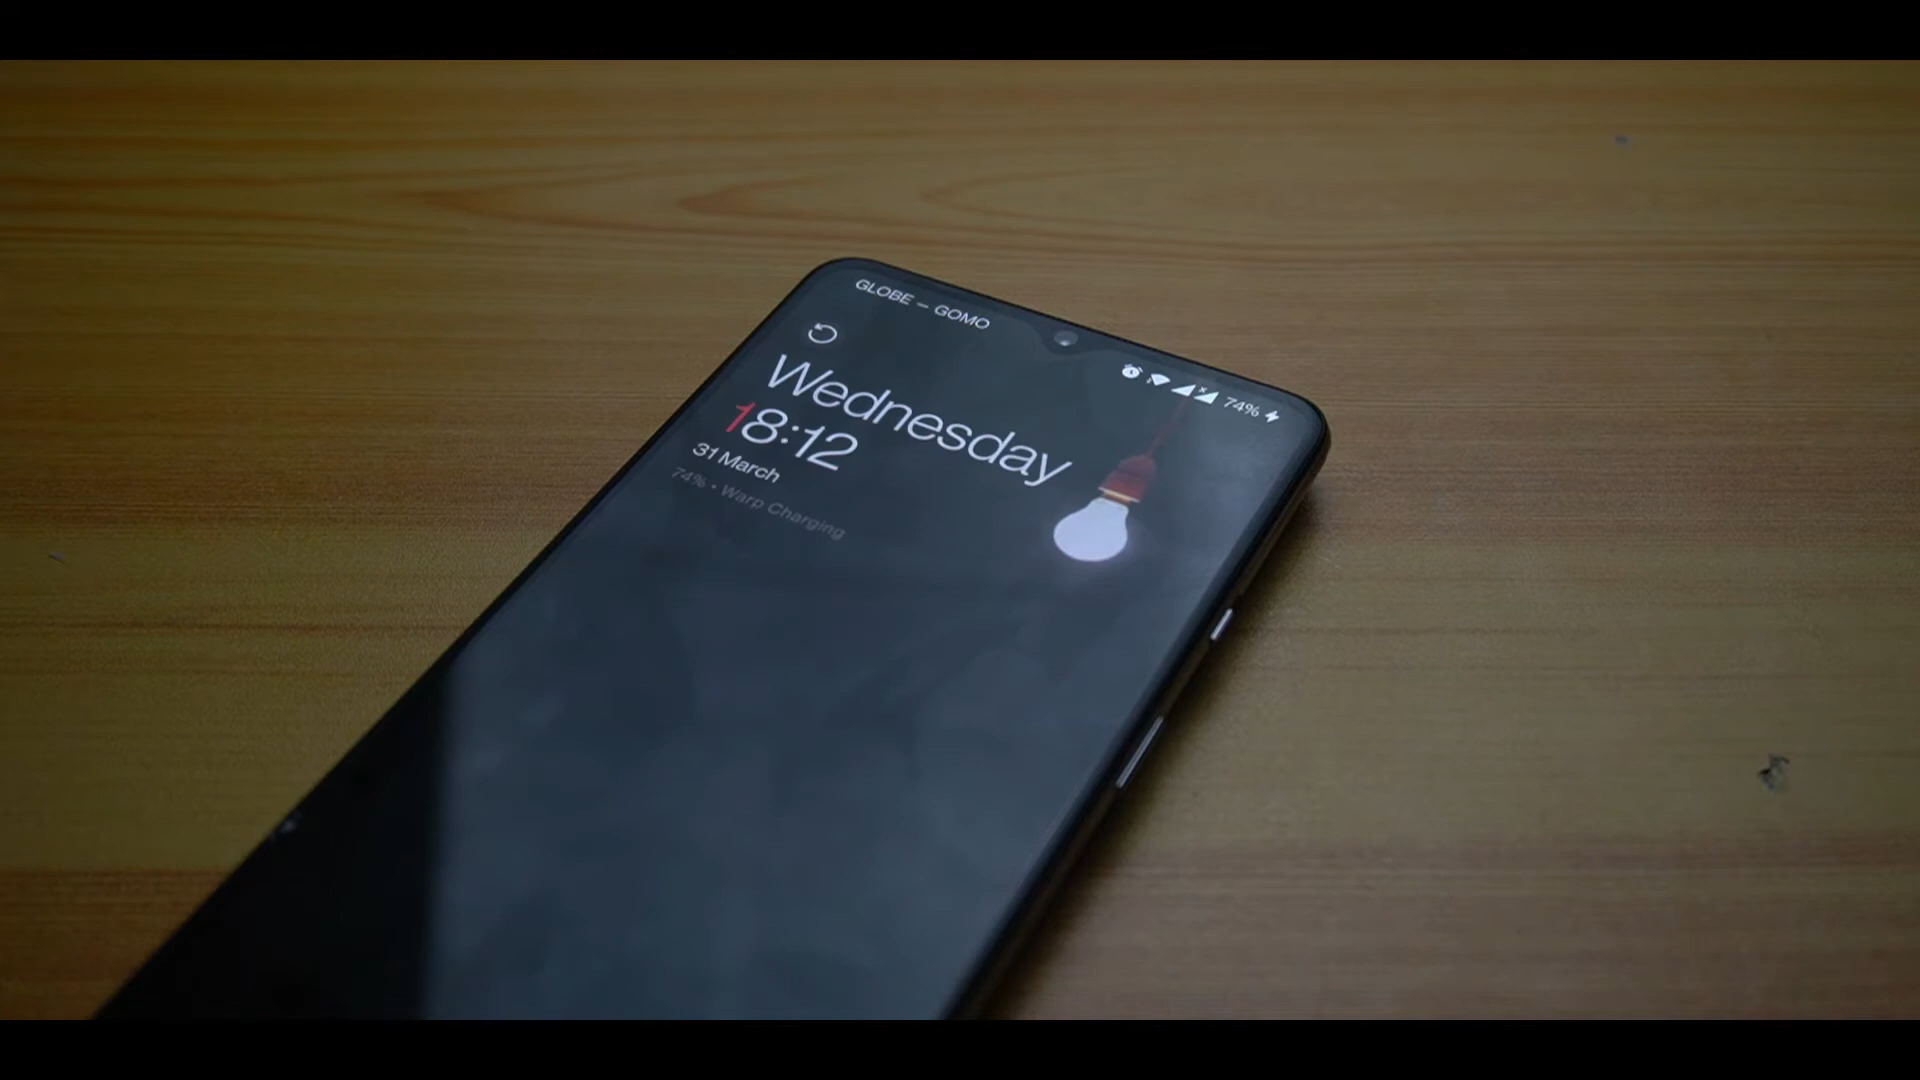 GLOBE — GOMO
74%
Wednesday
18:12
31 March
74% • Warp Charging